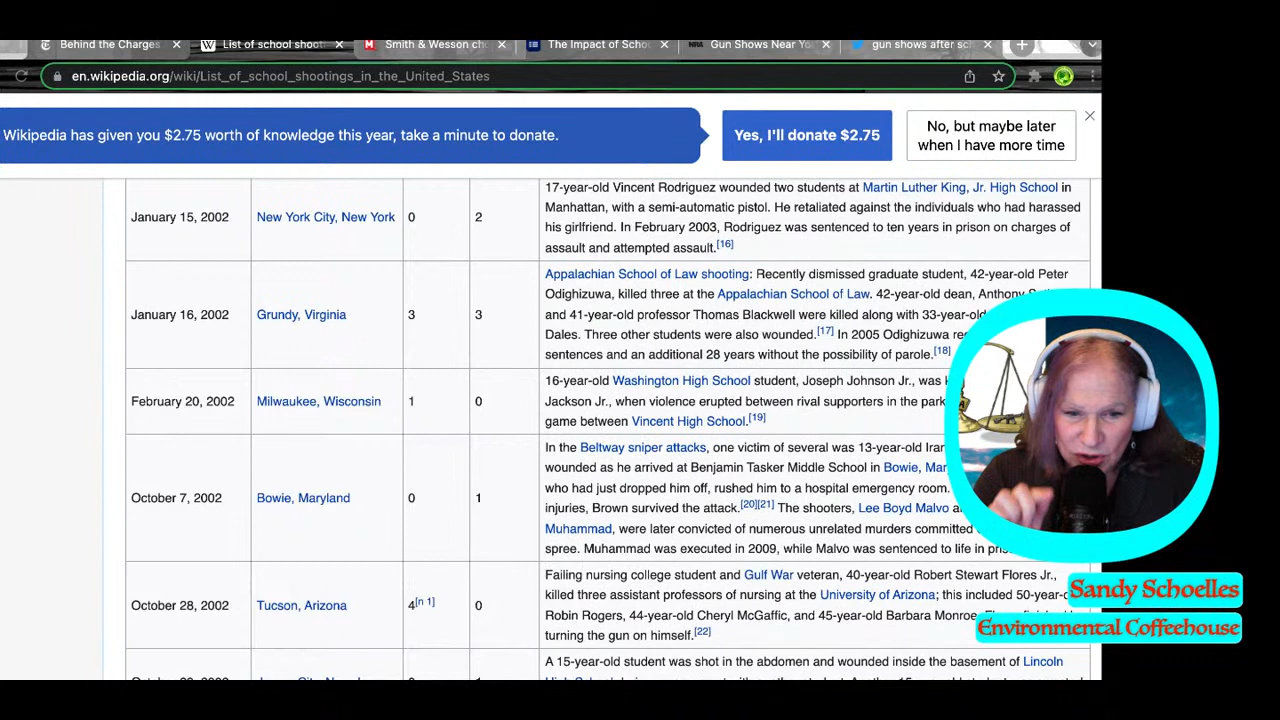 Behind the Charges
List of school shooti
Smith & Wesson ch
The Impact of Scho
Gun Shows Near Yo
gun shows after sch
en.wikipedia.org/wiki/List_of_school_shootings_in_the_United_States
Wikipedia has given you $2.75 worth of knowledge this year, take a minute to donate.
Yes, I'll donate $2.75
No, but maybe later
when I have more time
January 15, 2002
New York City, New York
0
2
17-year-old Vincent Rodriguez wounded two students at Martin Luther King, Jr. High School in
Manhattan, with a semi-automatic pistol. He retaliated against the individuals who had harassed
his girlfriend. In February 2003, Rodriguez was sentenced to ten years in prison on charges of
assault and attempted assault.[16]
January 16, 2002
Grundy, Virginia
3
3
Appalachian School of Law shooting: Recently dismissed graduate student, 42-year-old Peter
Odighizuwa, killed three at the Appalachian School of Law. 42-year-old dean, Anthony
and 41-year-old professor Thomas Blackwell were killed along with 33-year-old
Dales. Three other students were also wounded.[17] In 2005 Odighizuwa
sentences and an additional 28 years without the possibility of parole.[18]
February 20, 2002
Milwaukee, Wisconsin
1
0
16-year-old Washington High School student, Joseph Johnson Jr., was
Jackson Jr., when violence erupted between rival supporters in the
game between Vincent High School.[19]
October 7, 2002
Bowie, Maryland
0
1
In the Beltway sniper attacks, one victim of several was 13-year-old
wounded as he arrived at Benjamin Tasker Middle School in Bowie,
who had just dropped him off, rushed him to a hospital emergency room.
injuries, Brown survived the attack.[20][21] The shooters, Lee Boyd Malvo
Muhammad, were later convicted of numerous unrelated murders committed
spree. Muhammad was executed in 2009, while Malvo was sentenced to life in
October 28, 2002
Tucson, Arizona
4[n 1]
0
Failing nursing college student and Gulf War veteran, 40-year-old Robert Stewart Flores Jr.,
killed three assistant professors of nursing at the University of Arizona; this included
Robin Rogers, 44-year-old Cheryl McGaffic, and 45-year-old Barbara Monroe.
turning the gun on himself.[22]
A 15-year-old student was shot in the abdomen and wounded inside the basement of Lincoln
Sandy Schoelles
Environmental Coffeehouse